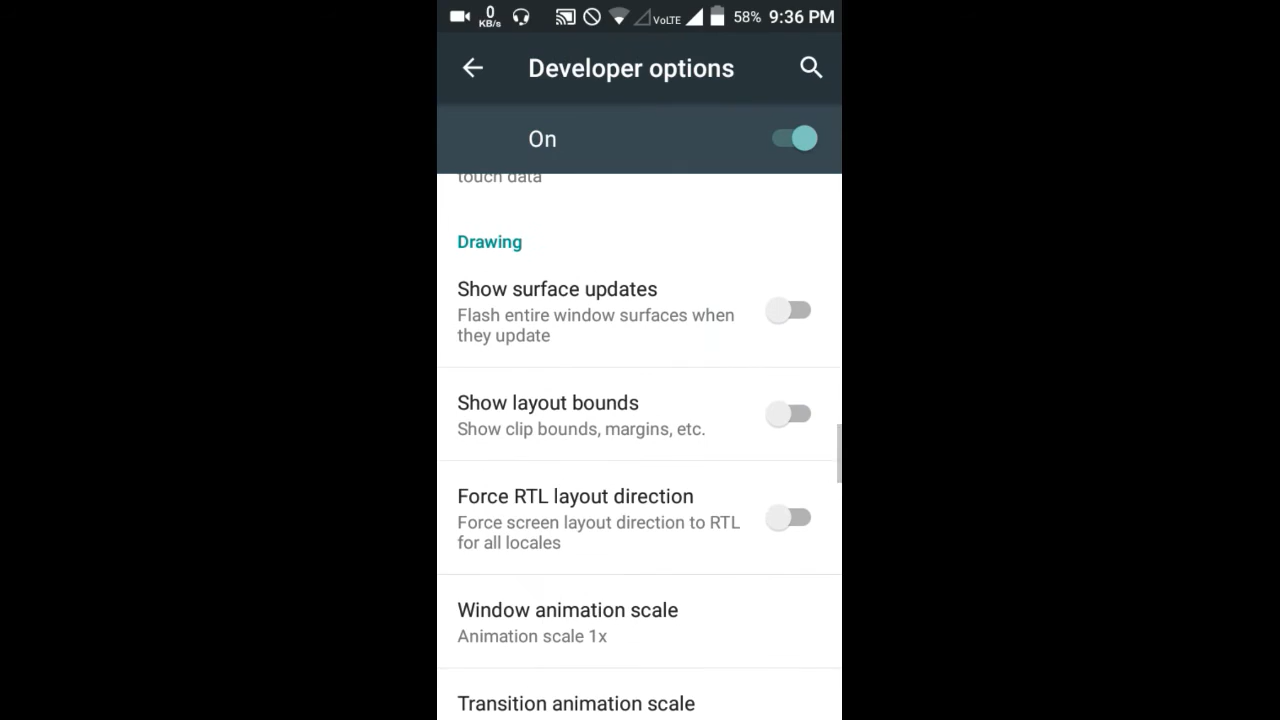 0 KB/s VoLTE 58% 9:36 PM
Developer options
On
touch data
Drawing
Show surface updates
Flash entire window surfaces when
they update
Show layout bounds
Show clip bounds, margins, etc.
Force RTL layout direction
Force screen layout direction to RTL
for all locales
Window animation scale
Animation scale 1x
Transition animation scale